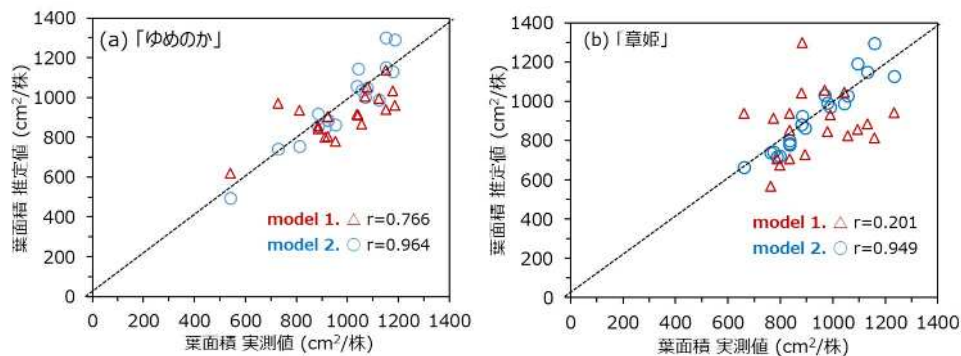 (a) 「ゆめのか」
葉面積 推定値 (cm²/株)
1400
1200
1000
800
600
400
200
0
model 1. △ r=0.766
model 2. ○ r=0.964
0 200 400 600 800 1000 1200 1400
葉面積 実測値 (cm²/株)
(b) 「章姫」
葉面積 推定値 (cm²/株)
1400
1200
1000
800
600
400
200
0
model 1. △ r=0.201
model 2. ○ r=0.949
0 200 400 600 800 1000 1200 1400
葉面積 実測値 (cm²/株)